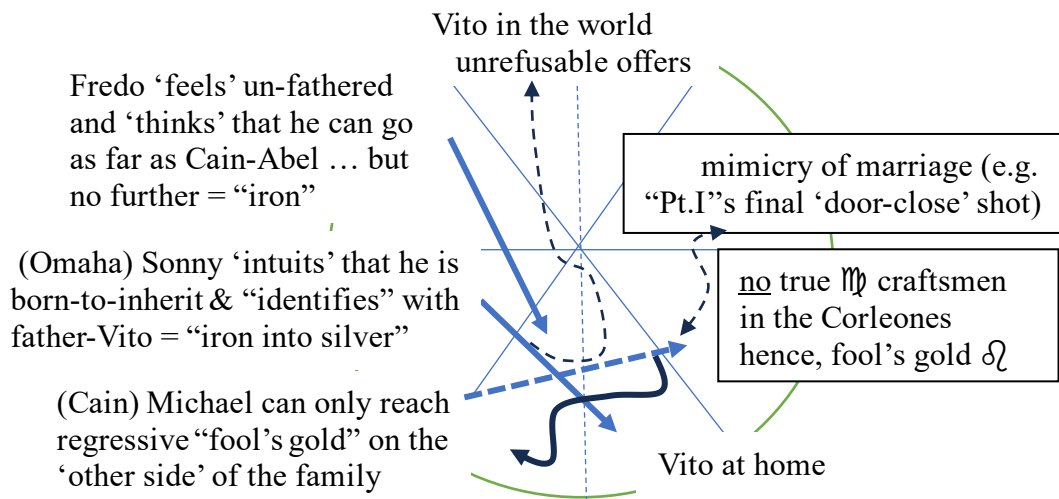 Vito in the world
unrefusable offers
Fredo ‘feels’ un-fathered
and ‘thinks’ that he can go
as far as Cain-Abel … but
no further = “iron”
mimicry of marriage (e.g.
“Pt.I”s final ‘door-close’ shot)
(Omaha) Sonny ‘intuits’ that he is
born-to-inherit & “identifies” with
father-Vito = “iron into silver”
no true ♍ craftsmen
in the Corleones
hence, fool’s gold ♌
(Cain) Michael can only reach
regressive “fool’s gold” on the
‘other side’ of the family
Vito at home